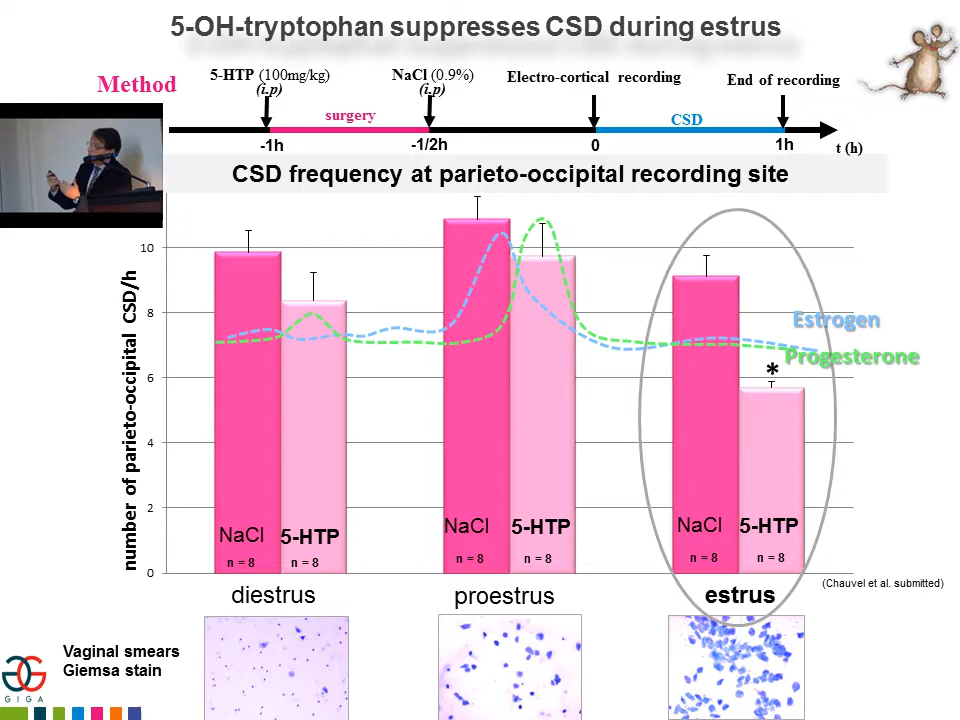 5-OH-tryptophan suppresses CSD during estrus
Method
5-HTP (100mg/kg)
(i.p)
NaCl (0.9%)
(i.p)
Electro-cortical recording
End of recording
surgery
CSD
-1h
-1/2h
0
1h
t (h)
CSD frequency at parieto-occipital recording site
number of parieto-occipital CSD/h
10
8
6
4
2
0
Estrogen
Progesterone
*
NaCl
5-HTP
NaCl
5-HTP
NaCl
5-HTP
n = 8
n = 8
n = 8
n = 8
n = 8
n = 8
diestrus
proestrus
estrus
(Chauvel et al. submitted)
Vaginal smears
Giemsa stain
GIGA